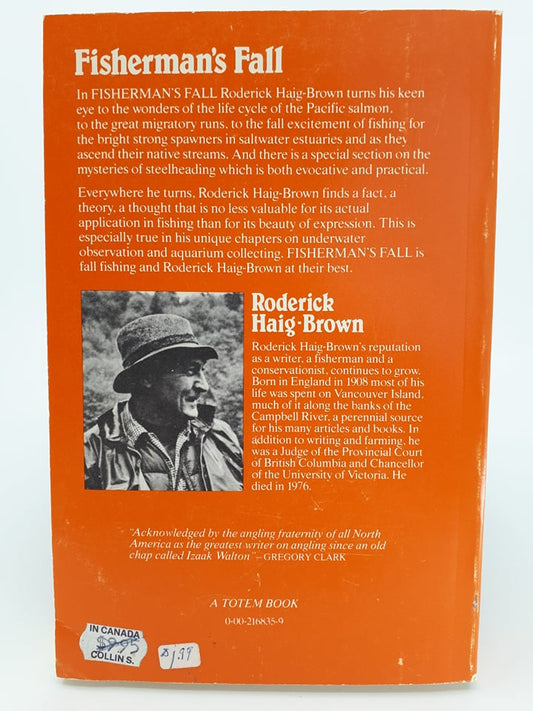 Fisherman's Fall
In FISHERMAN'S FALL Roderick Haig-Brown turns his keen
eye to the wonders of the life cycle of the Pacific salmon,
to the great migratory runs, to the fall excitement of fishing for
the bright strong spawners in saltwater estuaries and as they
ascend their native streams. And there is a special section on the
mysteries of steelheading which is both evocative and practical.
Everywhere he turns, Roderick Haig-Brown finds a fact, a
theory, a thought that is no less valuable for its actual
application in fishing than for its beauty of expression. This is
especially true in his unique chapters on underwater
observation and aquarium collecting. FISHERMAN'S FALL is
fall fishing and Roderick Haig-Brown at their best.
Roderick
Haig-Brown
Roderick Haig-Brown's reputation
as a writer, a fisherman and a
conservationist, continues to grow.
Born in England in 1908 most of his
life was spent on Vancouver Island,
much of it along the banks of the
Campbell River, a perennial source
for his many articles and books. In
addition to writing and farming, he
was a Judge of the Provincial Court
of British Columbia and Chancellor
of the University of Victoria. He
died in 1976.
"Acknowledged by the angling fraternity of all North
America as the greatest writer on angling since an old
chap called Izaak Walton"—GREGORY CLARK
A TOTEM BOOK
0-00-216835-9
IN CANADA
$9.95
COLLINS.
$1.99